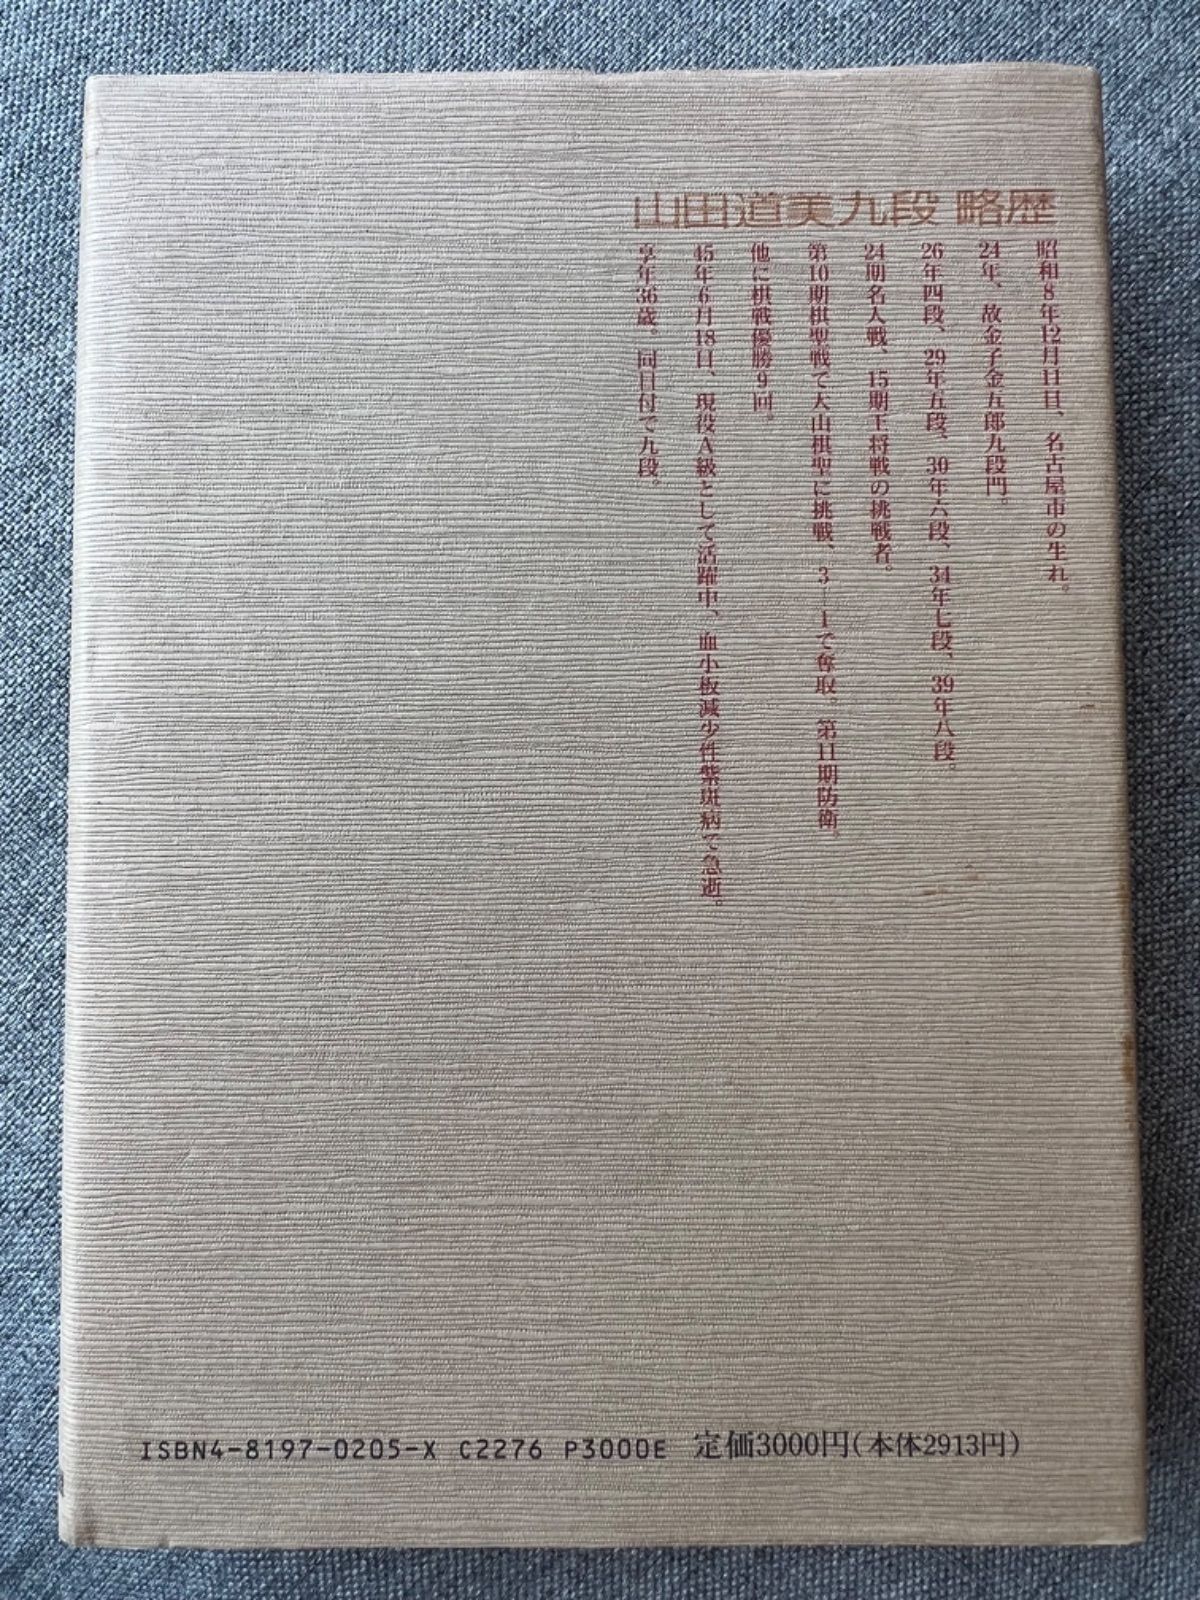 山田道美九段 略歴
昭和8年12月11日、名古屋市の生れ。
24年、故金子金五郎九段門。
26年四段、29年五段、30年六段、34年七段、39年八段。
24期名人戦、15期王将戦の挑戦者。
第10期棋聖戦で大山棋聖に挑戦、3―1で奪取。第11期防衛。
他に棋戦優勝9回。
45年6月18日、現役A級として活躍中、血小板減少性紫斑病で急逝。
享年36歳。同日付で九段。
ISBN4-8197-0205-X C2276 P3000E 定価3000円(本体2913円)